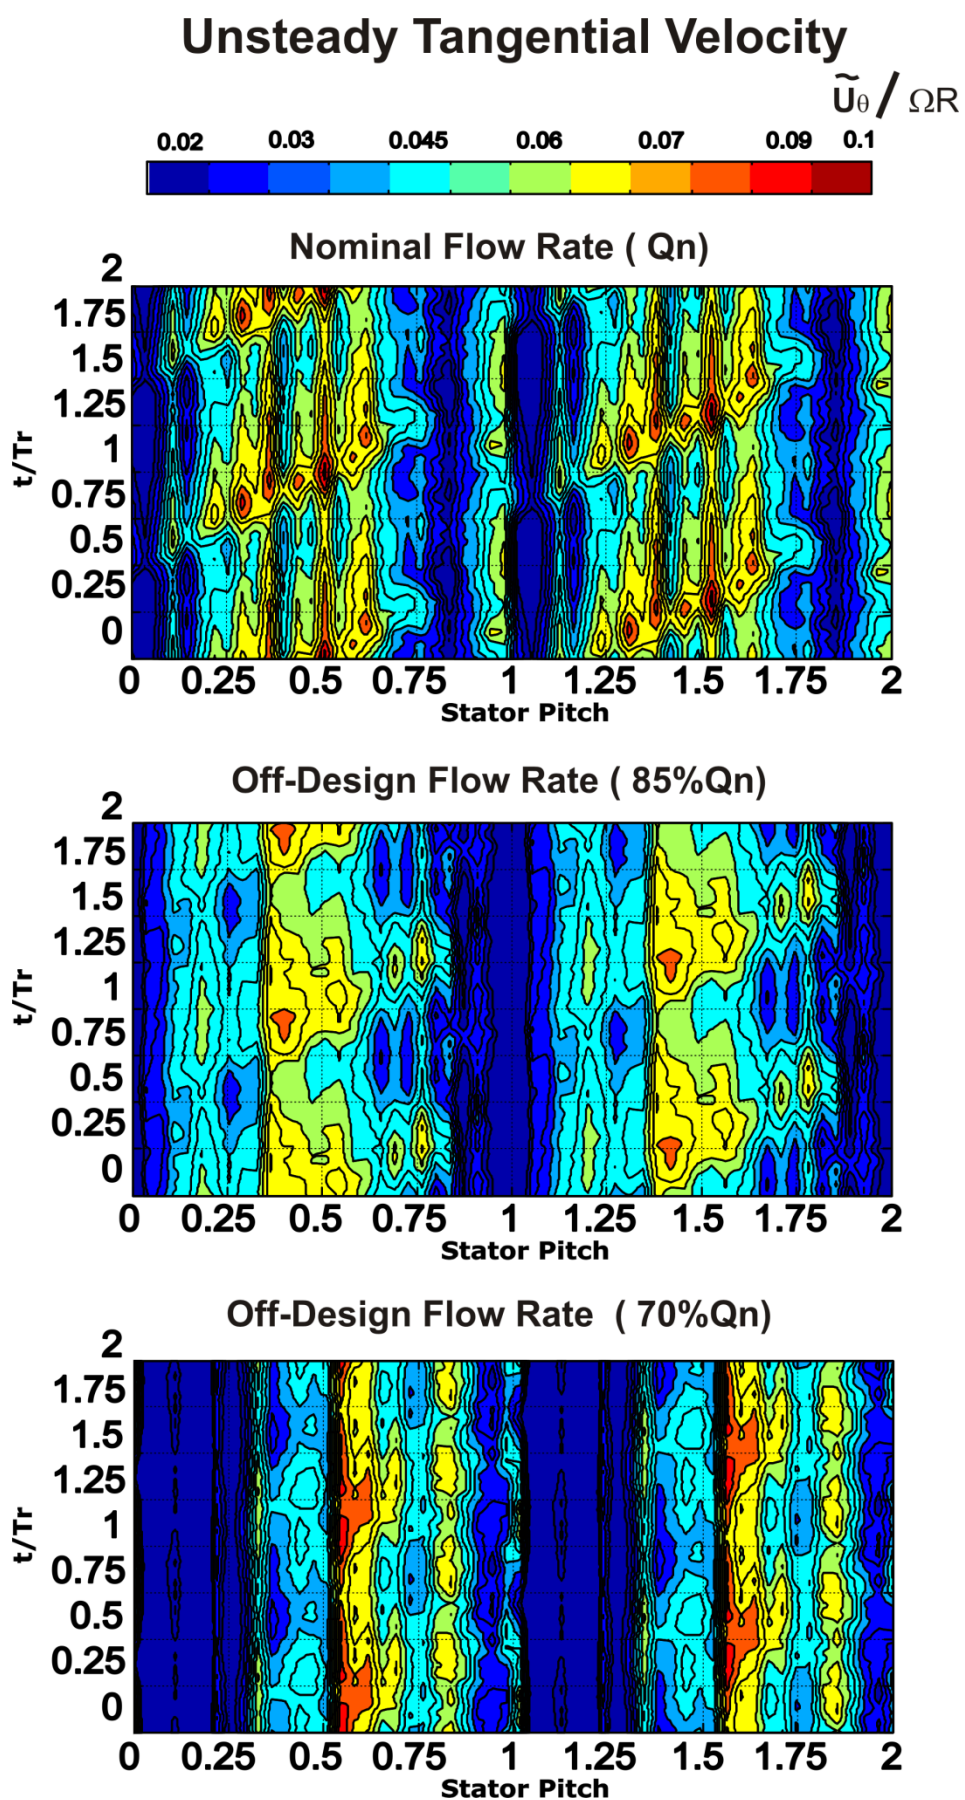 Unsteady Tangential Velocity
Ũθ / ΩR
0.02 0.03 0.045 0.06 0.07 0.09 0.1
Nominal Flow Rate ( Qn)
2
1.75
1.5
1.25
1
0.75
0.5
0.25
0
t/Tr
0 0.25 0.5 0.75 1 1.25 1.5 1.75 2
Stator Pitch
Off-Design Flow Rate ( 85%Qn)
2
1.75
1.5
1.25
1
0.75
0.5
0.25
0
t/Tr
0 0.25 0.5 0.75 1 1.25 1.5 1.75 2
Stator Pitch
Off-Design Flow Rate ( 70%Qn)
2
1.75
1.5
1.25
1
0.75
0.5
0.25
0
t/Tr
0 0.25 0.5 0.75 1 1.25 1.5 1.75 2
Stator Pitch